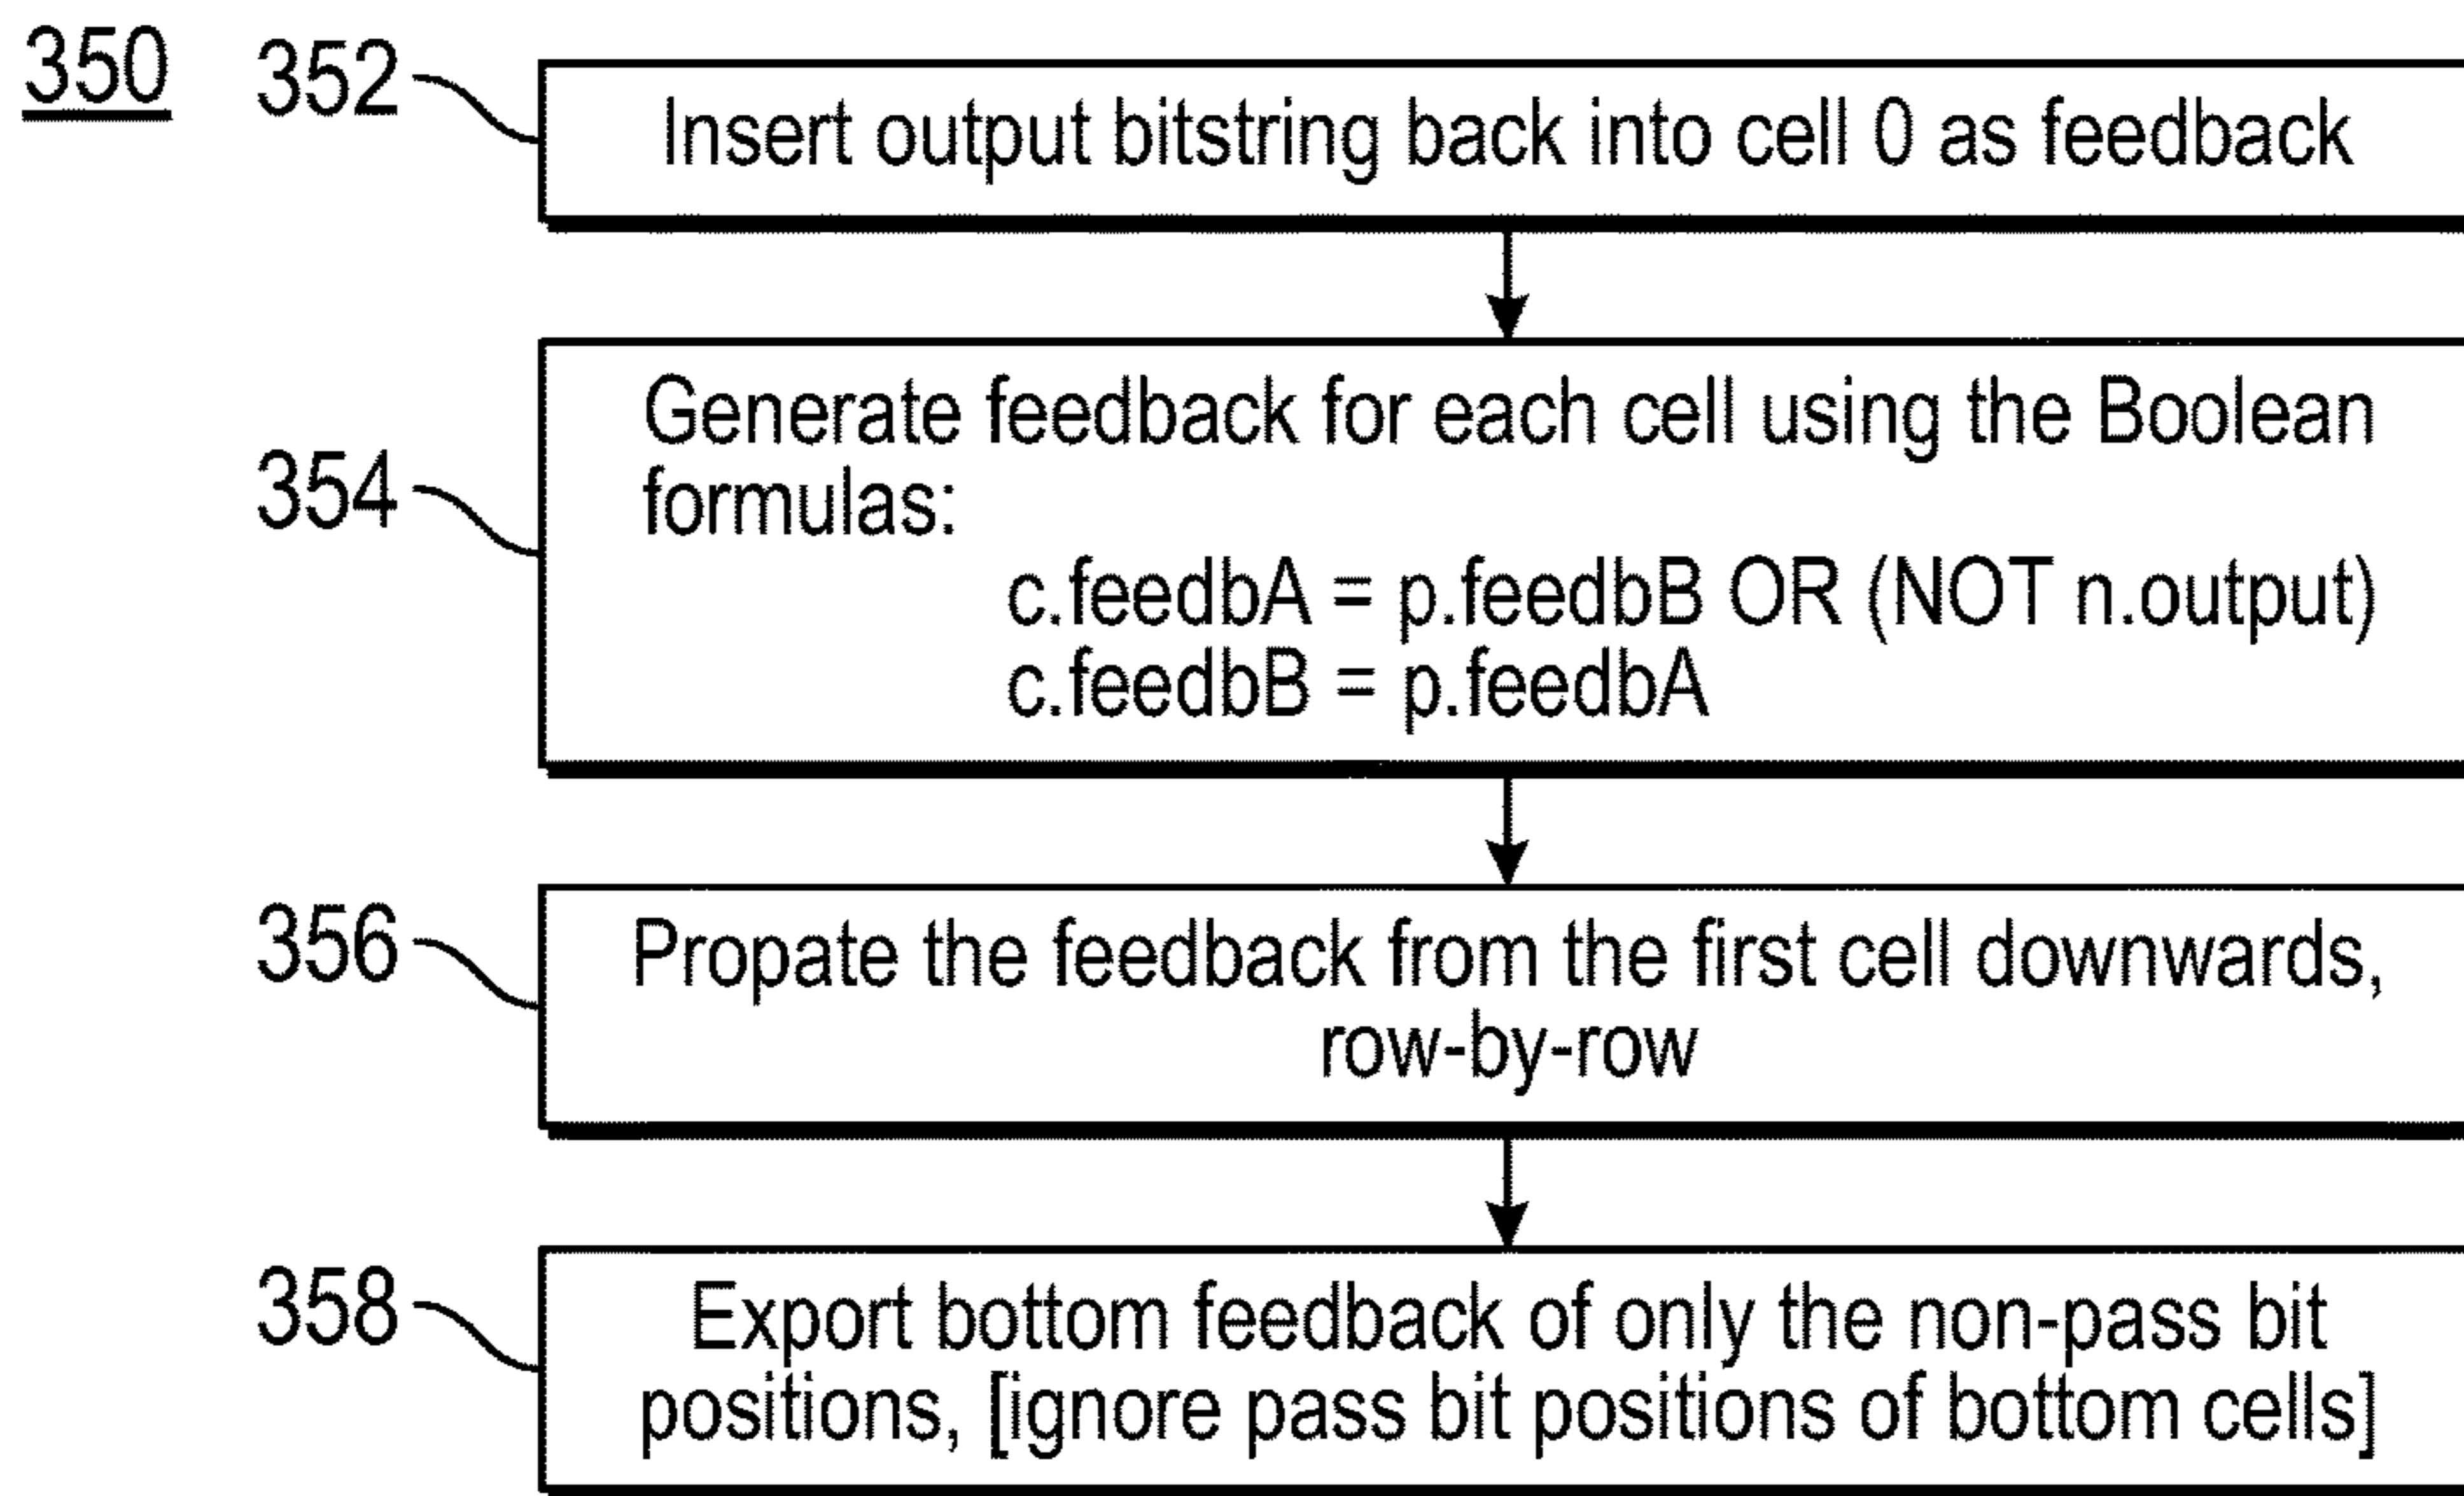 350
352
Insert output bitstring back into cell 0 as feedback
354
Generate feedback for each cell using the Boolean
formulas:
c.feedbA = p.feedbB OR (NOT n.output)
c.feedbB = p.feedbA
356
Propate the feedback from the first cell downwards,
row-by-row
358
Export bottom feedback of only the non-pass bit
positions, [ignore pass bit positions of bottom cells]